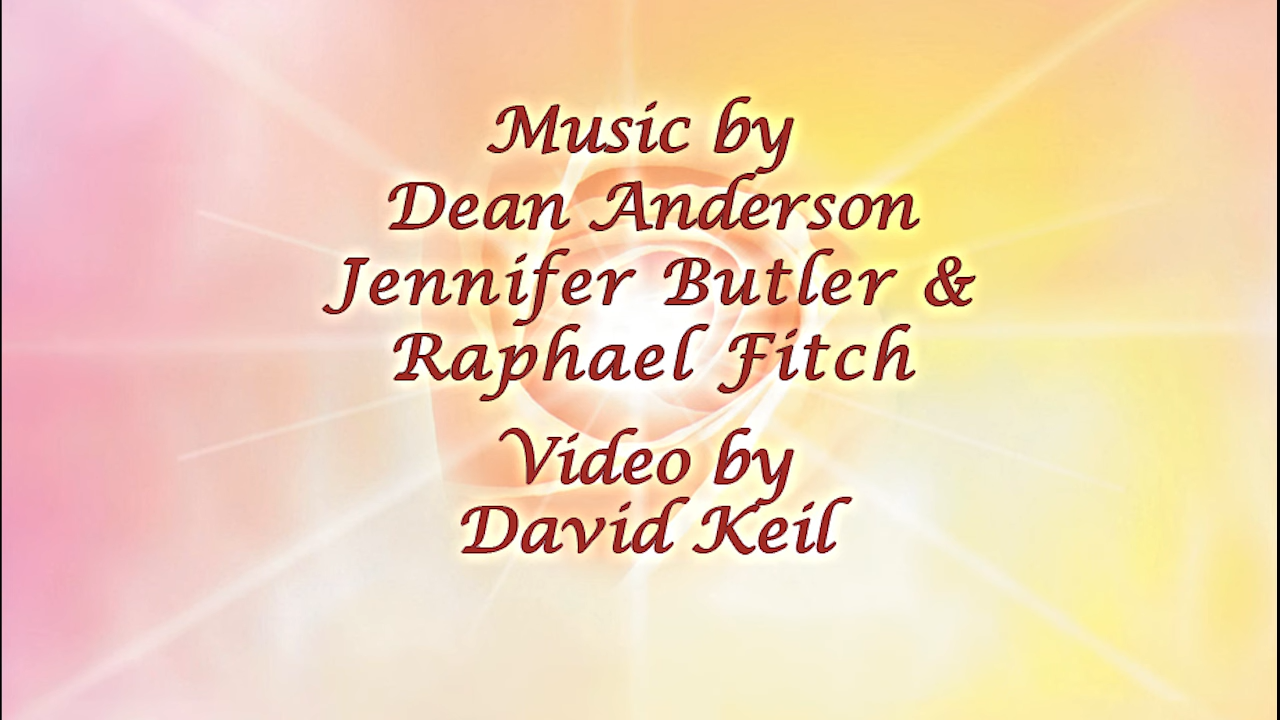 Music by
Dean Anderson
Jennifer Butler &
Raphael Fitch
Video by
David Keil